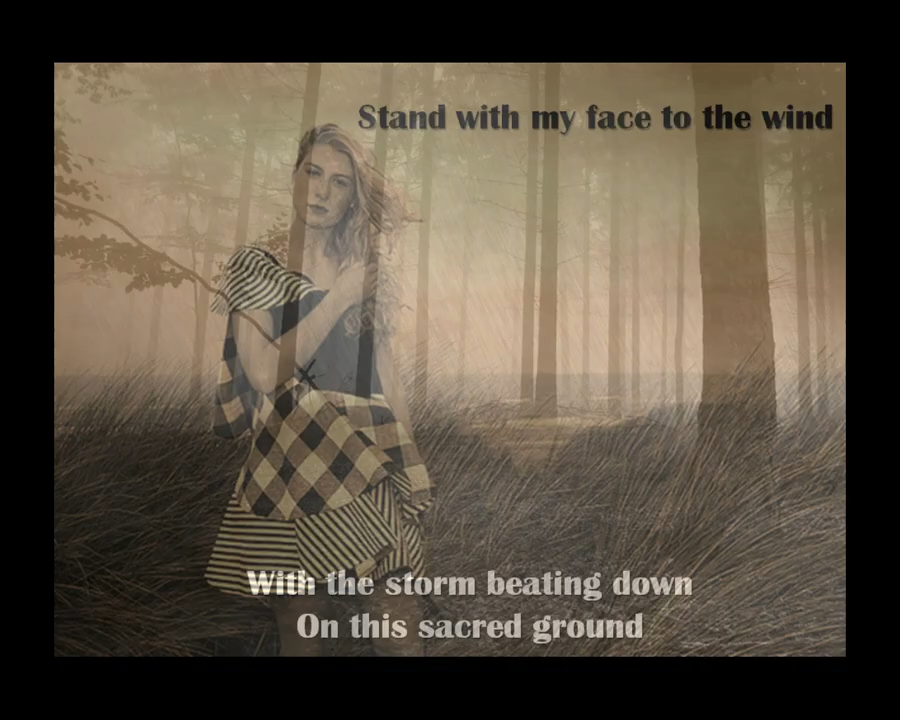 Stand with my face to the wind
With the storm beating down
On this sacred ground